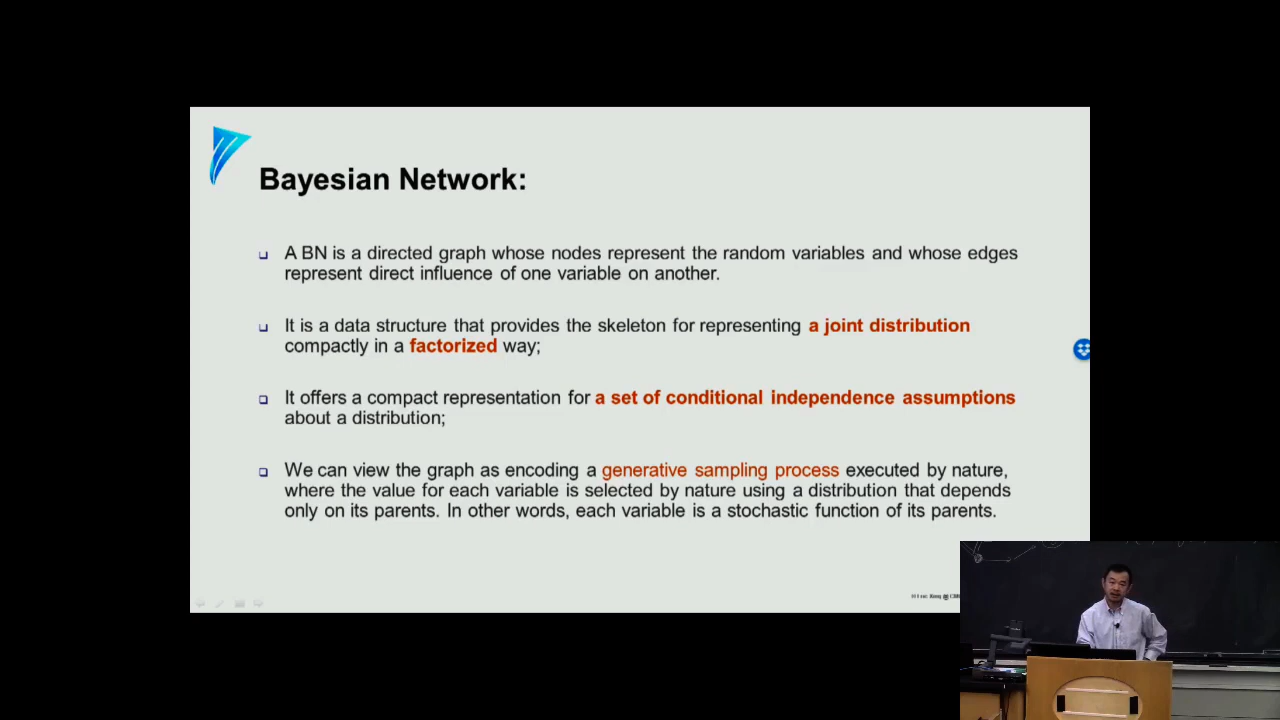 Bayesian Network:
A BN is a directed graph whose nodes represent the random variables and whose edges
represent direct influence of one variable on another.
It is a data structure that provides the skeleton for representing a joint distribution
compactly in a factorized way;
It offers a compact representation for a set of conditional independence assumptions
about a distribution;
We can view the graph as encoding a generative sampling process executed by nature,
where the value for each variable is selected by nature using a distribution that depends
only on its parents. In other words, each variable is a stochastic function of its parents.